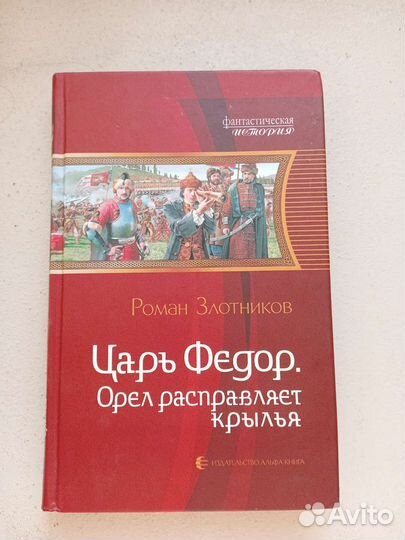 фантастическая
история
Роман Злотников
Царь Федор.
Орел расправляет
крылья
ИЗДАТЕЛЬСТВО АЛЬФА КНИГА
Avito